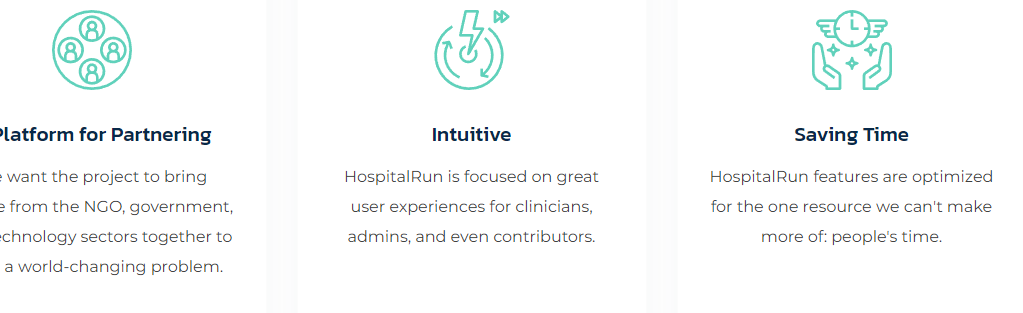 Platform for Partnering
want the project to bring
from the NGO, government,
technology sectors together to
a world-changing problem.
Intuitive
HospitalRun is focused on great
user experiences for clinicians,
admins, and even contributors.
Saving Time
HospitalRun features are optimized
for the one resource we can't make
more of: people's time.